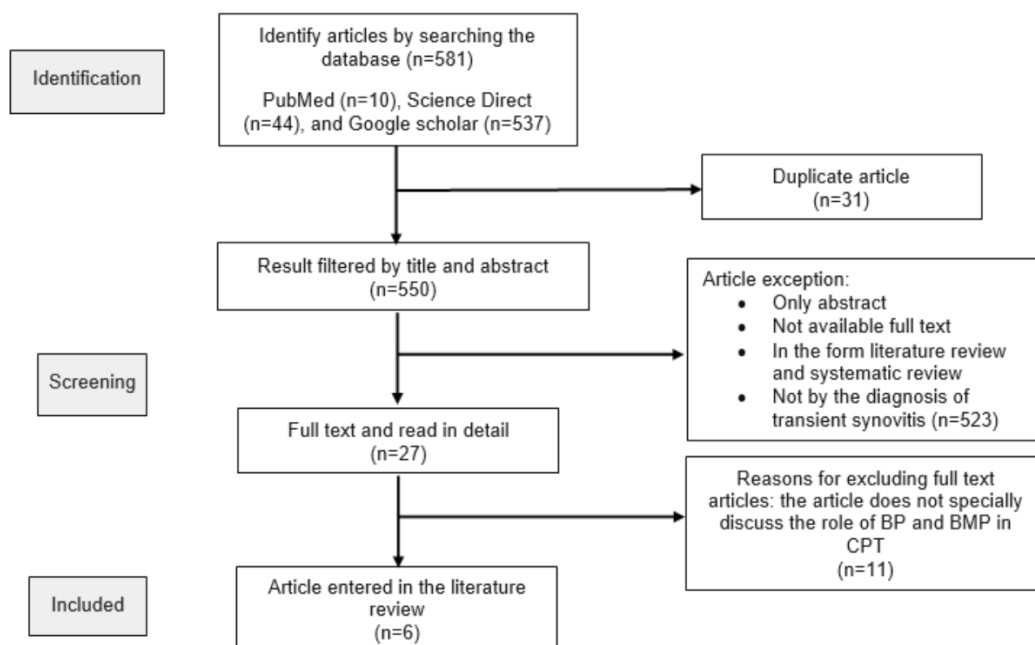 Identification
Identify articles by searching the
database (n=581)
PubMed (n=10), Science Direct
(n=44), and Google scholar (n=537)
Duplicate article
(n=31)
Result filtered by title and abstract
(n=550)
Article exception:
• Only abstract
• Not available full text
• In the form literature review
and systematic review
• Not by the diagnosis of
transient synovitis (n=523)
Screening
Full text and read in detail
(n=27)
Reasons for excluding full text
articles: the article does not specially
discuss the role of BP and BMP in
CPT
(n=11)
Included
Article entered in the literature
review
(n=6)